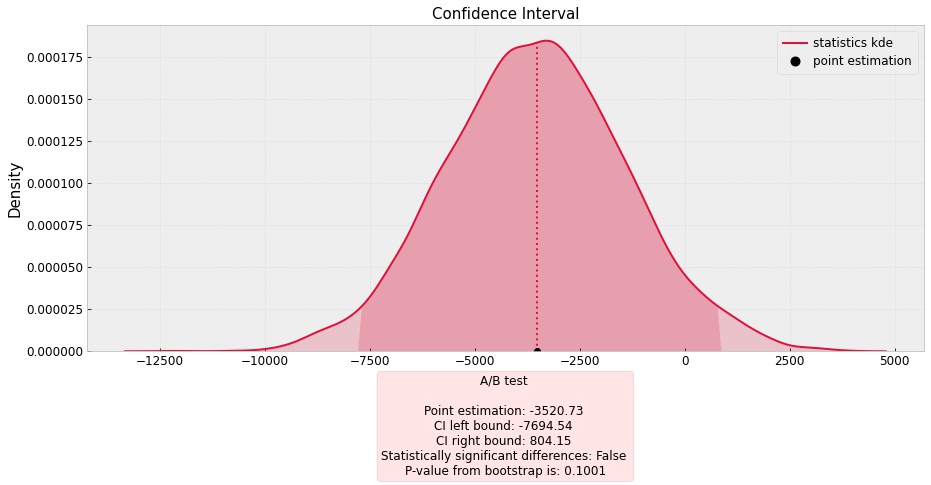 Confidence Interval
statistics kde
point estimation
Density
0.000175
0.000150
0.000125
0.000100
0.000075
0.000050
0.000025
0.000000
−12500 −10000 −7500 −5000 −2500 0 2500 5000
A/B test
Point estimation: -3520.73
CI left bound: -7694.54
CI right bound: 804.15
Statistically significant differences: False
P-value from bootstrap is: 0.1001